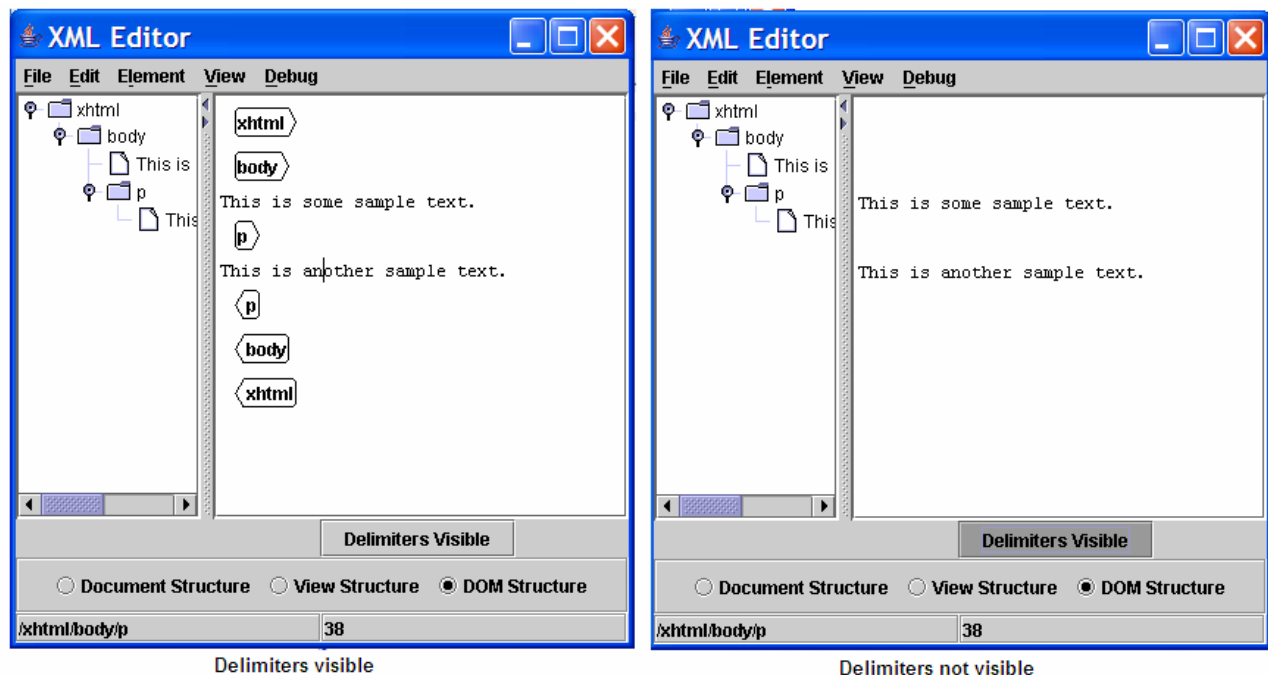 XML Editor
File Edit Element View Debug
xhtml
body
This is
p
This
xhtml
body
This is some sample text.
p
This is another sample text.
p
body
xhtml
Delimiters Visible
Document Structure View Structure DOM Structure
/xhtml/body/p 38
Delimiters visible
XML Editor
File Edit Element View Debug
xhtml
body
This is
p
This
This is some sample text.
This is another sample text.
Delimiters Visible
Document Structure View Structure DOM Structure
/xhtml/body/p 38
Delimiters not visible